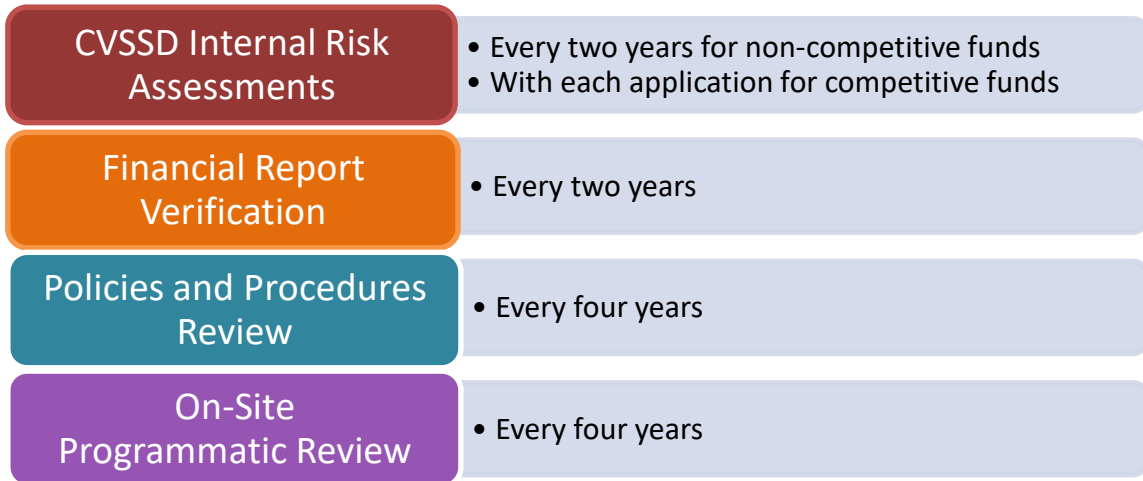 CVSSD Internal Risk
Assessments
• Every two years for non-competitive funds
• With each application for competitive funds
Financial Report
Verification
• Every two years
Policies and Procedures
Review
• Every four years
On-Site
Programmatic Review
• Every four years